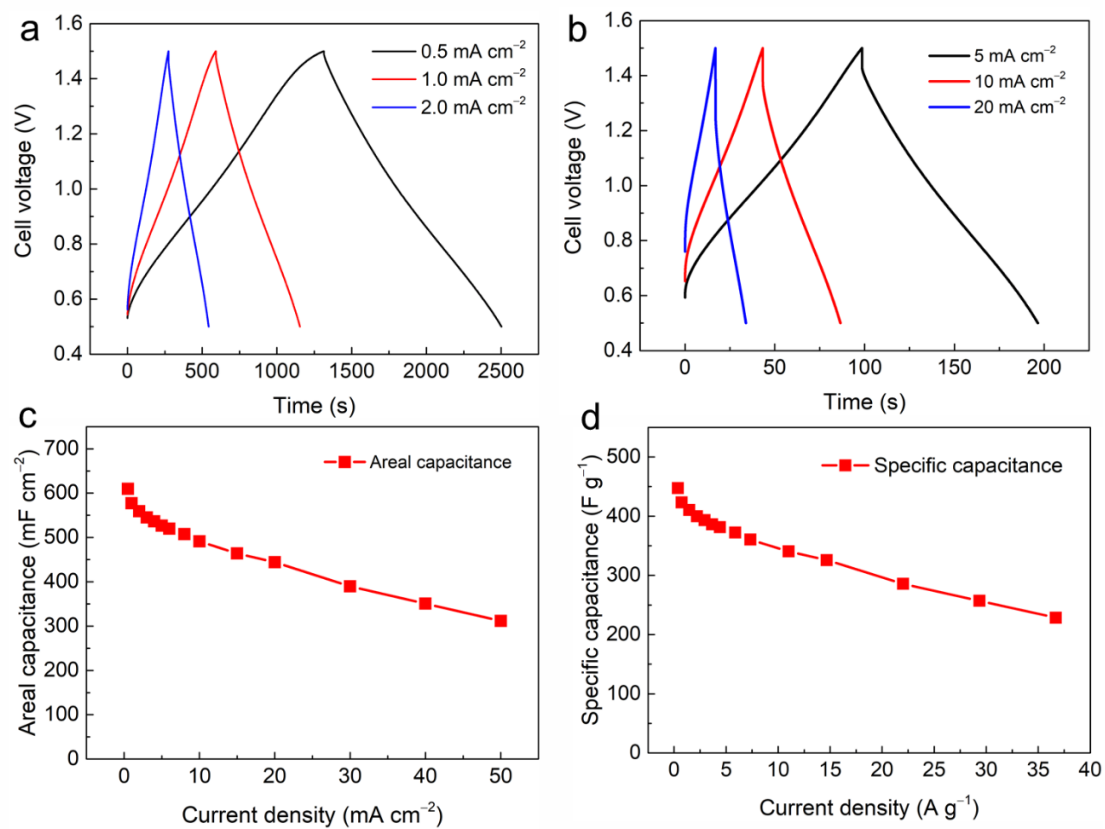 a
1.6
1.4
1.2
1.0
0.8
0.6
0.4
Cell voltage (V)
0.5 mA cm⁻²
1.0 mA cm⁻²
2.0 mA cm⁻²
0 500 1000 1500 2000 2500
Time (s)
b
1.6
1.4
1.2
1.0
0.8
0.6
0.4
Cell voltage (V)
5 mA cm⁻²
10 mA cm⁻²
20 mA cm⁻²
0 50 100 150 200
Time (s)
c
700
600
500
400
300
200
100
0
Areal capacitance (mF cm⁻²)
Areal capacitance
0 10 20 30 40 50
Current density (mA cm⁻²)
d
500
400
300
200
100
0
Specific capacitance (F g⁻¹)
Specific capacitance
0 5 10 15 20 25 30 35 40
Current density (A g⁻¹)